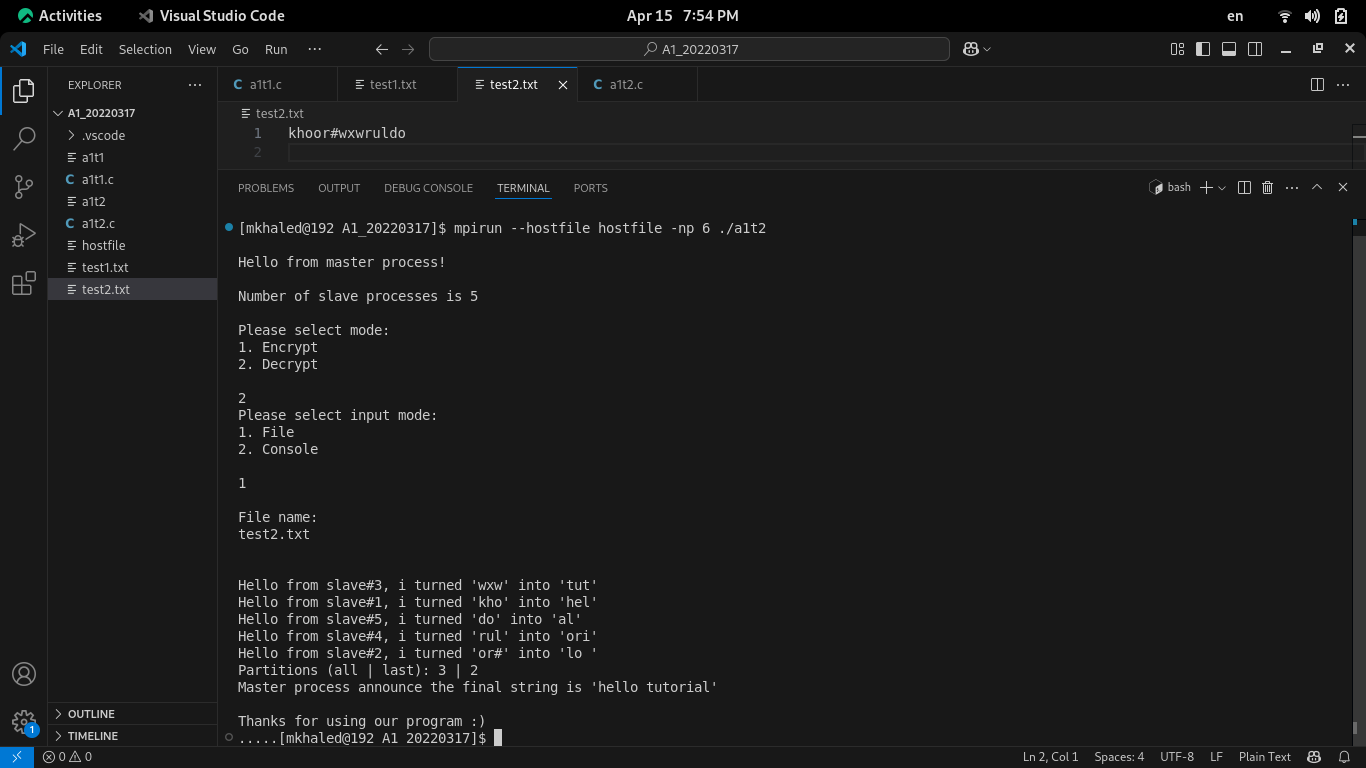 Activities Visual Studio Code Apr 15 7:54 PM en
File Edit Selection View Go Run ··· A1_20220317
EXPLORER ···
A1_20220317
.vscode
a1t1
C a1t1.c
a1t2
C a1t2.c
hostfile
test1.txt
test2.txt
OUTLINE
TIMELINE
1
C a1t1.c test1.txt test2.txt C a1t2.c ···
test2.txt
1 khoor#wxwruldo
2
PROBLEMS OUTPUT DEBUG CONSOLE TERMINAL PORTS bash ···
[mkhaled@192 A1_20220317]$ mpirun --hostfile hostfile -np 6 ./a1t2
Hello from master process!
Number of slave processes is 5
Please select mode:
1. Encrypt
2. Decrypt
2
Please select input mode:
1. File
2. Console
1
File name:
test2.txt
Hello from slave#3, i turned 'wxw' into 'tut'
Hello from slave#1, i turned 'kho' into 'hel'
Hello from slave#5, i turned 'do' into 'al'
Hello from slave#4, i turned 'rul' into 'ori'
Hello from slave#2, i turned 'or#' into 'lo '
Partitions (all | last): 3 | 2
Master process announce the final string is 'hello tutorial'
Thanks for using our program :)
.....[mkhaled@192 A1_20220317]$
0 0 Ln 2, Col 1 Spaces: 4 UTF-8 LF Plain Text